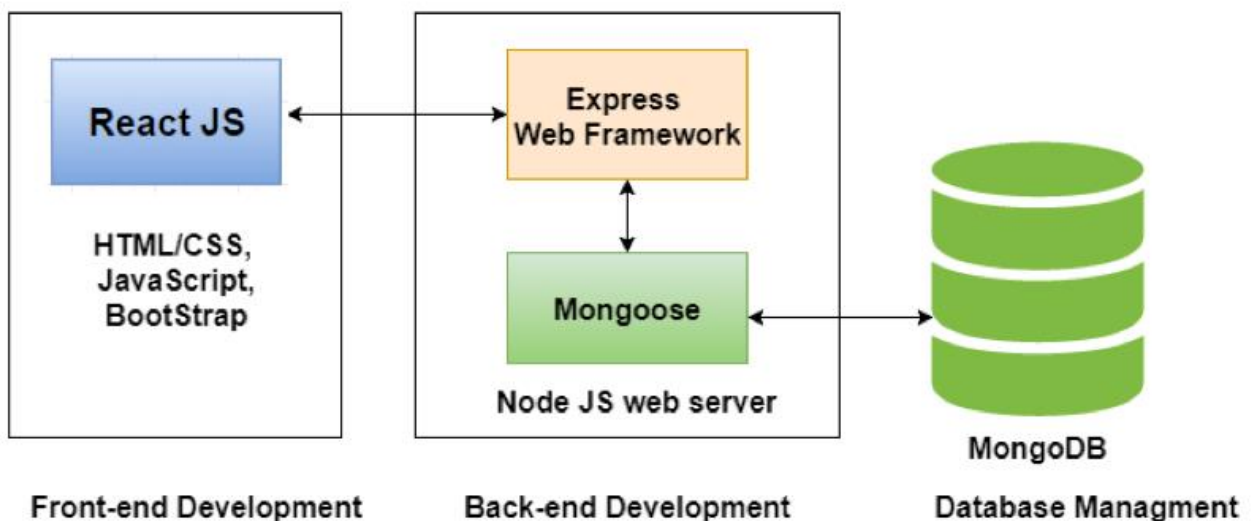 React JS
HTML/CSS,
JavaScript,
BootStrap
Front-end Development
Express
Web Framework
Mongoose
Node JS web server
Back-end Development
MongoDB
Database Managment